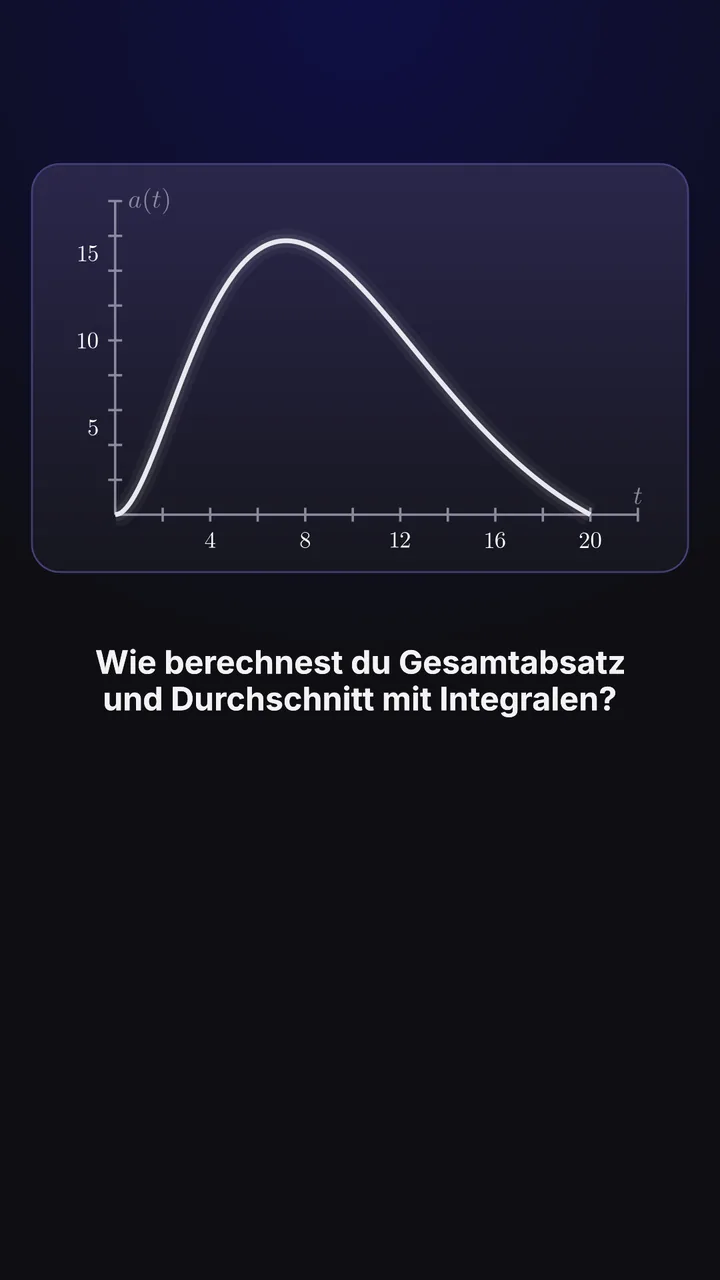 a(t)
15
10
5
t
4 8 12 16 20
Wie berechnest du Gesamtabsatz
und Durchschnitt mit Integralen?